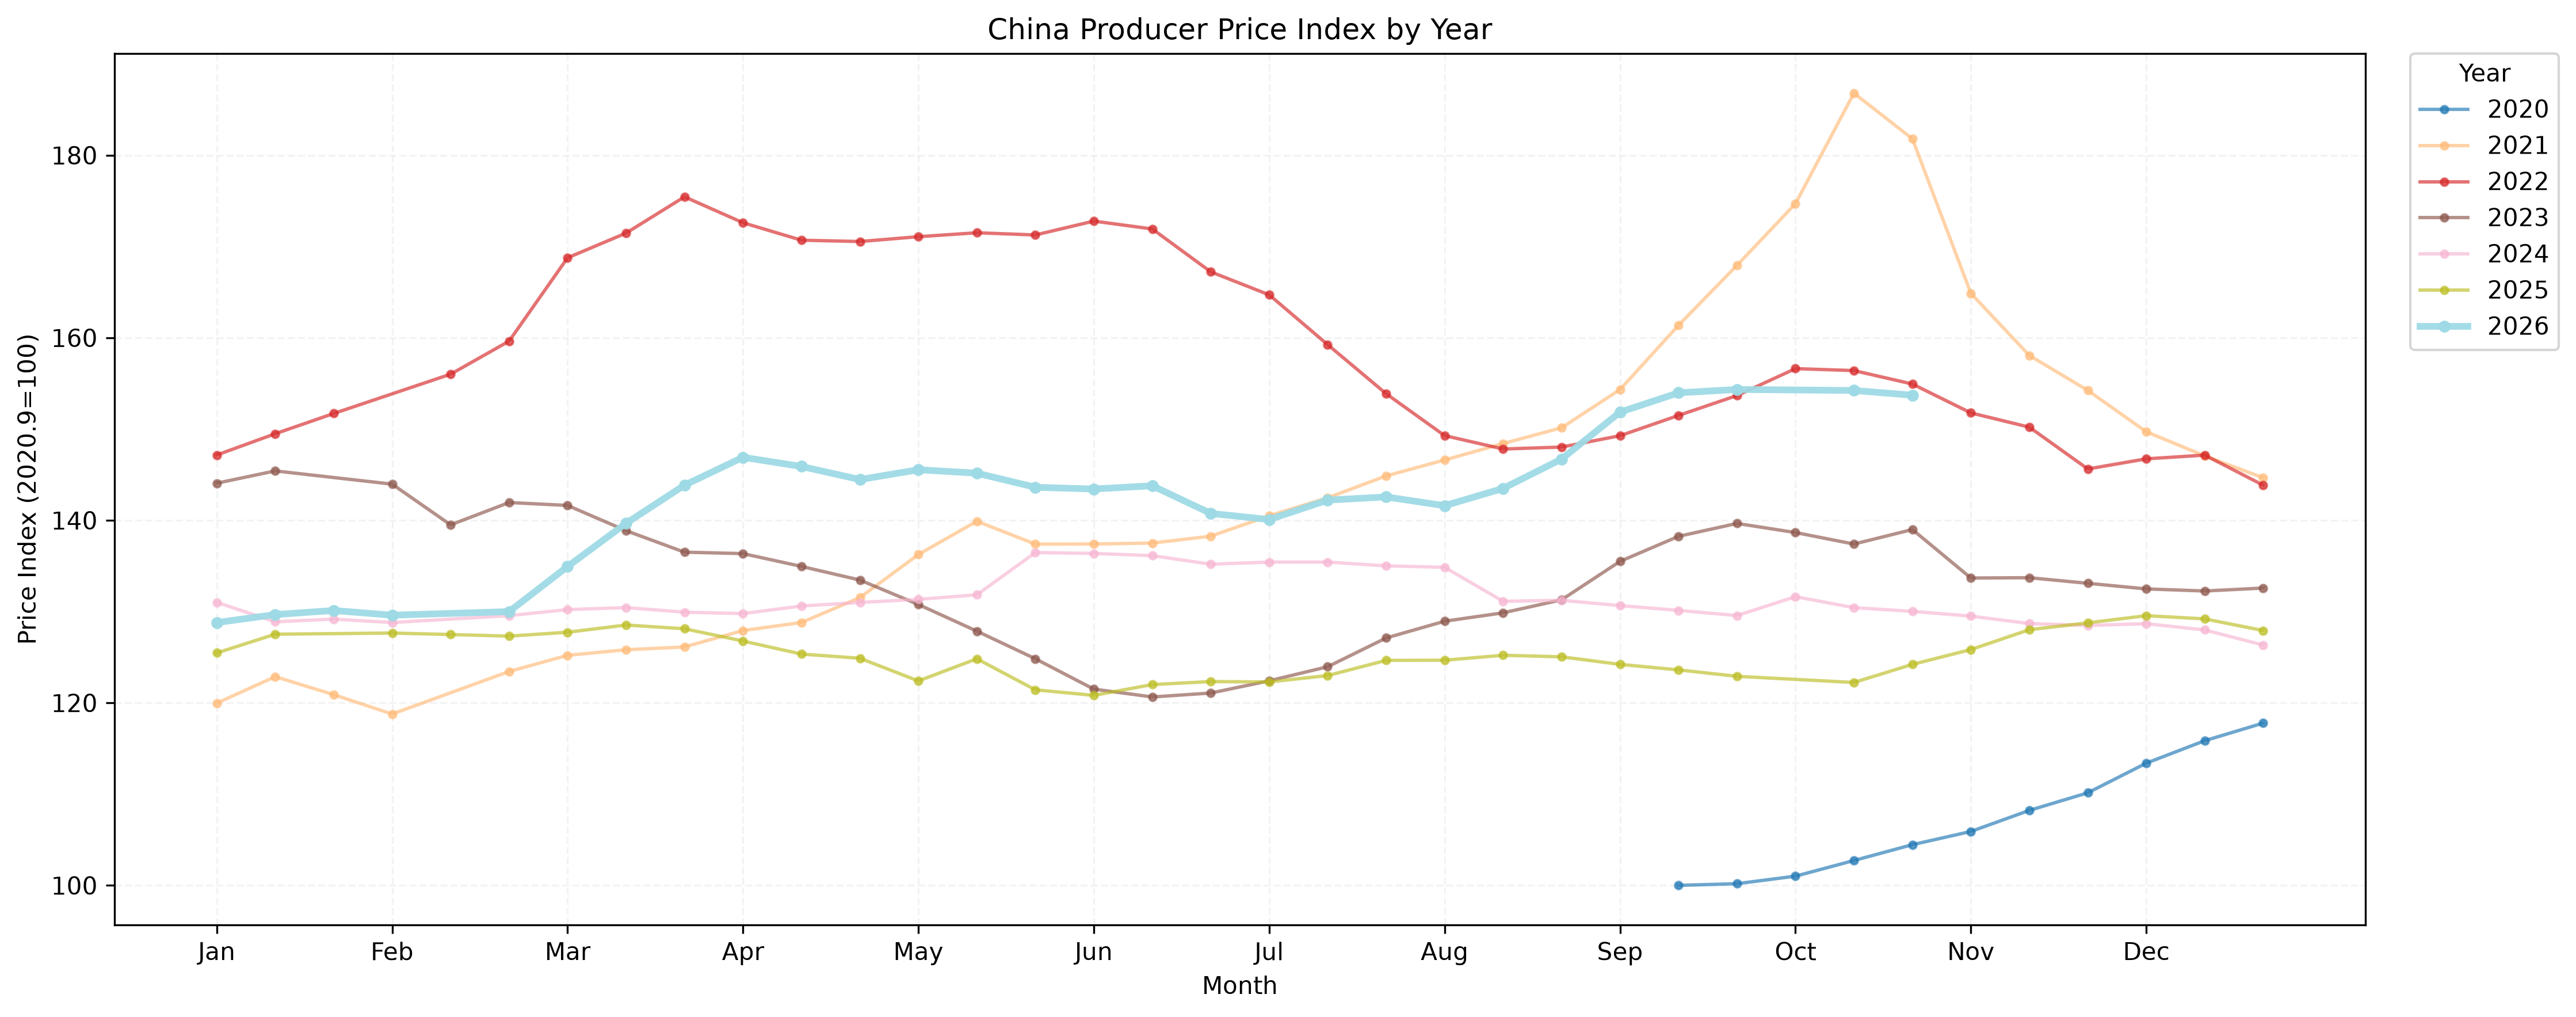 China Producer Price Index by Year
Price Index (2020.9=100)
180
160
140
120
100
Jan Feb Mar Apr May Jun Jul Aug Sep Oct Nov Dec
Month
Year
2020
2021
2022
2023
2024
2025
2026